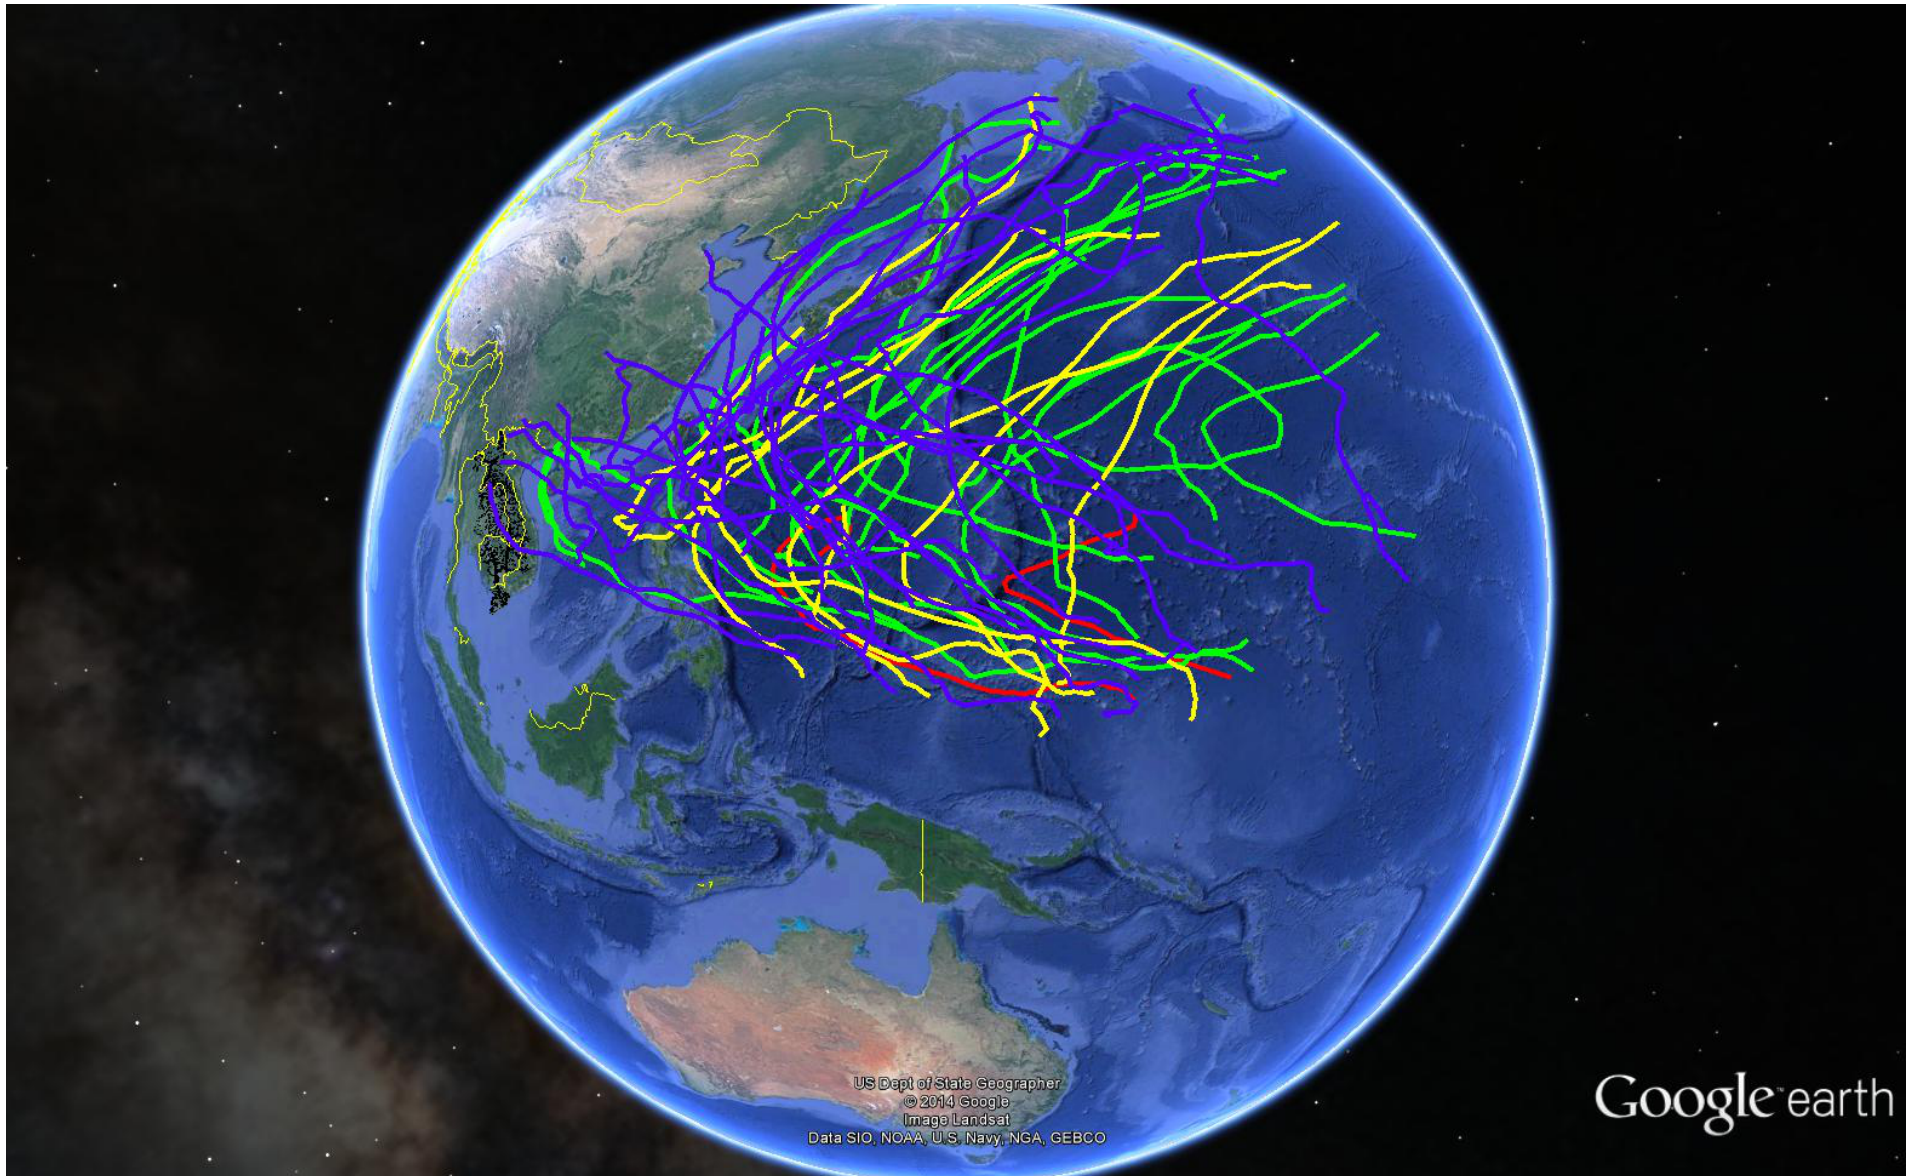 US Dept of State Geographer
© 2014 Google
Image Landsat
Data SIO, NOAA, U.S. Navy, NGA, GEBCO
Google earth